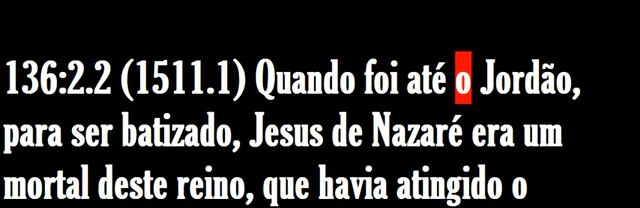 136:2.2 (1511.1) Quando foi até o Jordão,
para ser batizado, Jesus de Nazaré era um
mortal deste reino, que havia atingido o